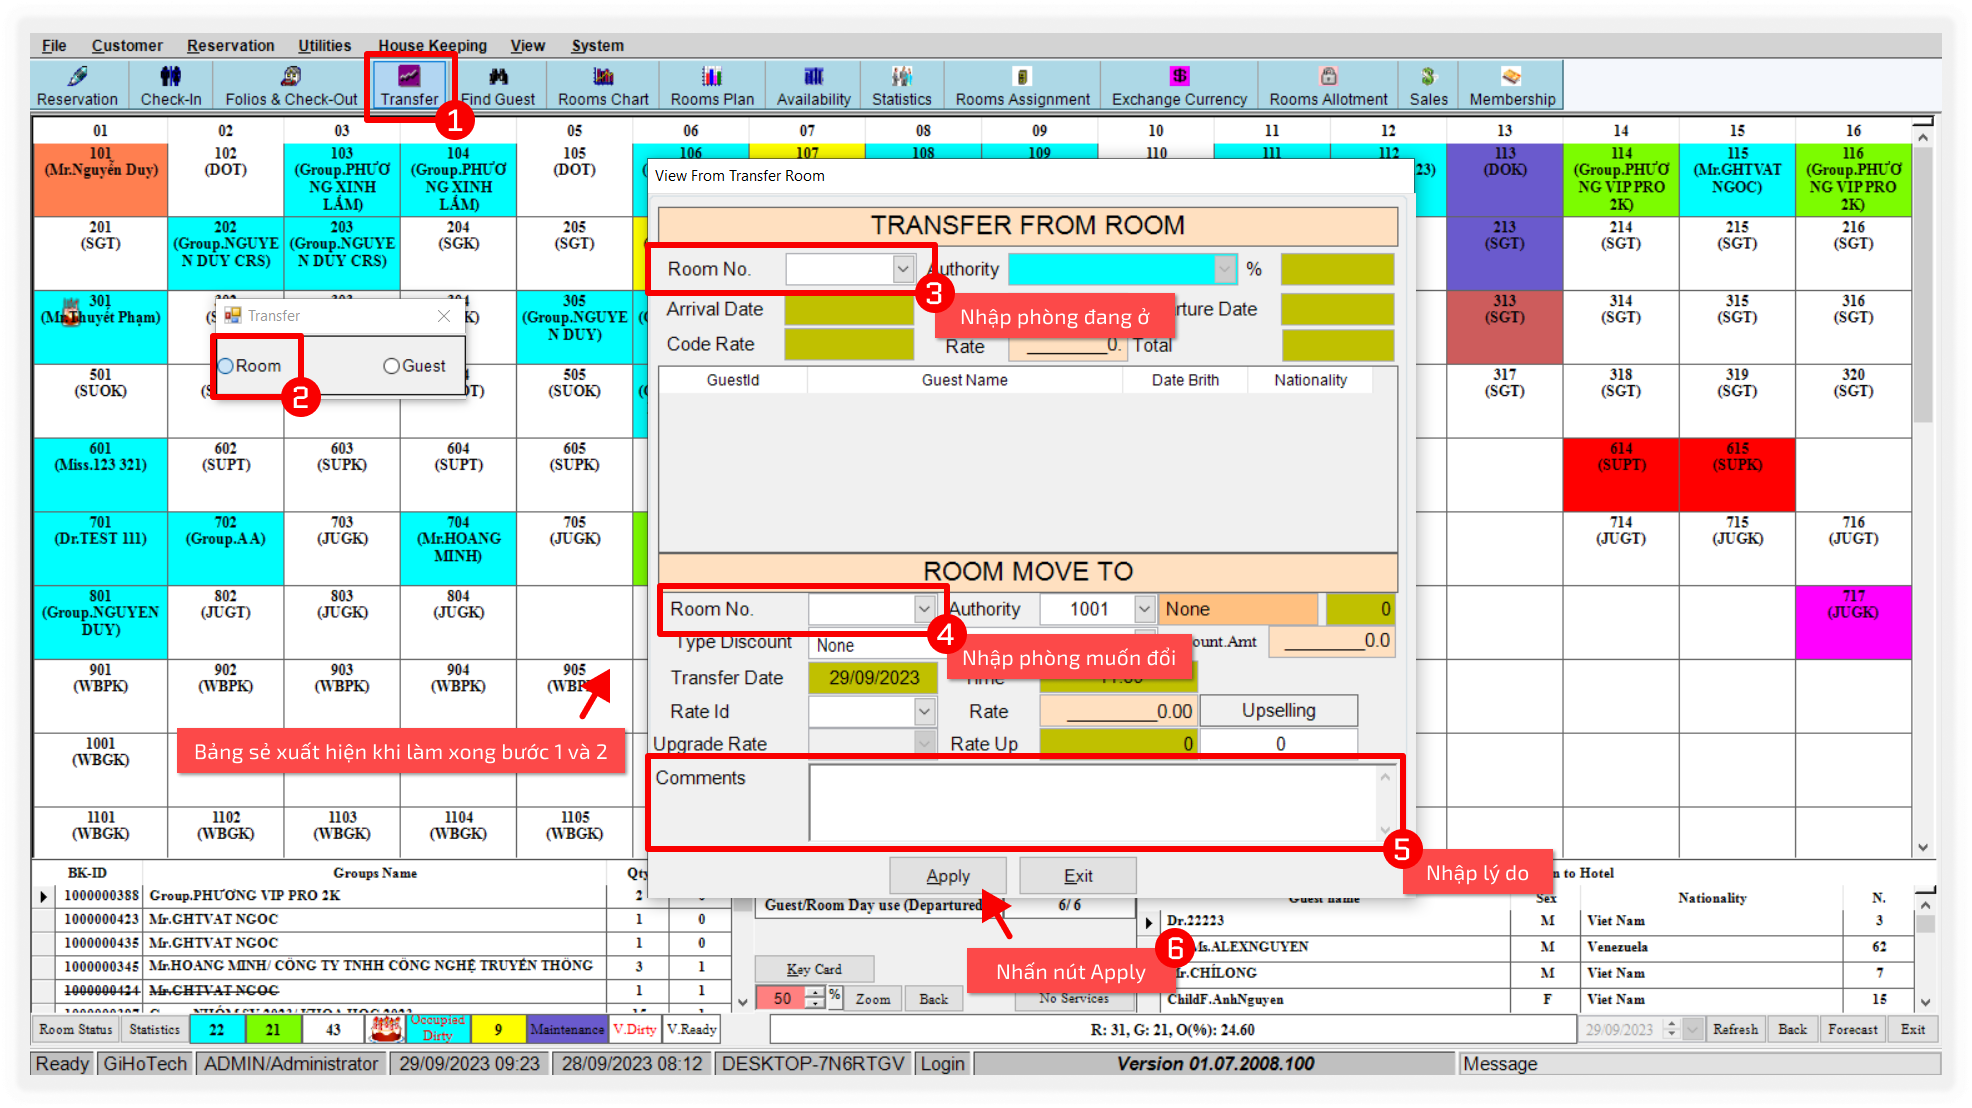 File Customer Reservation Utilities House Keeping View System
Reservation Check-In Folios & Check-Out Transfer Find Guest Rooms Chart Rooms Plan Availability Statistics Rooms Assignment Exchange Currency Rooms Allotment Sales Membership
1
01 02 03 05 06 07 08 09 10 11 12 13 14 15 16
101 (Mr.Nguyễn Duy)
102 (DOT)
103 (Group.PHƯƠNG XINH LẮM)
104 (Group.PHƯƠNG XINH LẮM)
105 (DOT)
106 107 108 109 110 111 112
23)
113 (DOK)
114 (Group.PHƯƠNG VIP PRO 2K)
115 (Mr.GHTVAT NGOC)
116 (Group.PHƯƠNG VIP PRO 2K)
201 (SGT)
202 (Group.NGUYEN DUY CRS)
203 (Group.NGUYEN DUY CRS)
204 (SGK)
205 (SGT)
213 (SGT)
214 (SGT)
215 (SGT)
216 (SGT)
301 (Mr.Thuyết Phạm)
305 (Group.NGUYEN DUY)
313 (SGT)
314 (SGT)
315 (SGT)
316 (SGT)
501 (SUOK)
505 (SUOK)
317 (SGT)
318 (SGT)
319 (SGT)
320 (SGT)
601 (Miss.123 321)
602 (SUPT)
603 (SUPK)
604 (SUPT)
605 (SUPK)
614 (SUPT)
615 (SUPK)
701 (Dr.TEST 111)
702 (Group.AA)
703 (JUGK)
704 (Mr.HOANG MINH)
705 (JUGK)
714 (JUGT)
715 (JUGK)
716 (JUGT)
801 (Group.NGUYEN DUY)
802 (JUGT)
803 (JUGK)
804 (JUGK)
717 (JUGK)
901 (WBPK)
902 (WBPK)
903 (WBPK)
904 (WBPK)
905
1001 (WBGK)
1101 (WBGK)
1102 (WBGK)
1103 (WBGK)
1104 (WBGK)
1105 (WBGK)
Transfer
Room Guest
2
Bảng sẻ xuất hiện khi làm xong bước 1 và 2
View From Transfer Room
TRANSFER FROM ROOM
Room No. Authority %
3
Nhập phòng đang ở
Arrival Date
Code Rate Rate 0. Total
GuestId Guest Name Date Brith Nationality
ROOM MOVE TO
Room No. Authority 1001 None 0
4
Nhập phòng muốn đổi
Type Discount None 0.0
Transfer Date 29/09/2023
Rate Id Rate 0.00 Upselling
Upgrade Rate Rate Up 0 0
Comments
5
Nhập lý do
Apply Exit
6
Nhấn nút Apply
BK-ID Groups Name Qty
1000000388 Group.PHƯƠNG VIP PRO 2K 2
1000000423 Mr.GHTVAT NGOC 1 0
1000000435 Mr.GHTVAT NGOC 1 0
1000000345 Mr.HOANG MINH/ CÔNG TY TNHH CÔNG NGHỆ TRUYỀN THÔNG 3 1
1000000424 Mr.GHTVAT NGOC 1 1
Guest/Room Day use (Departured 6/ 6
Key Card
50 % Zoom Back No Services
to Hotel
Guest name Sex Nationality N.
Dr.22223 M Viet Nam 3
Ms.ALEXNGUYEN M Venezuela 62
Mr.CHÍLONG M Viet Nam 7
ChildF.AnhNguyen F Viet Nam 15
Room Status Statistics 22 21 43 Occupied Dirty 9 Maintenance V.Dirty V.Ready R: 31, G: 21, O(%): 24.60 29/09/2023 Refresh Back Forecast Exit
Ready GiHoTech ADMIN/Administrator 29/09/2023 09:23 28/09/2023 08:12 DESKTOP-7N6RTGV Login Version 01.07.2008.100 Message